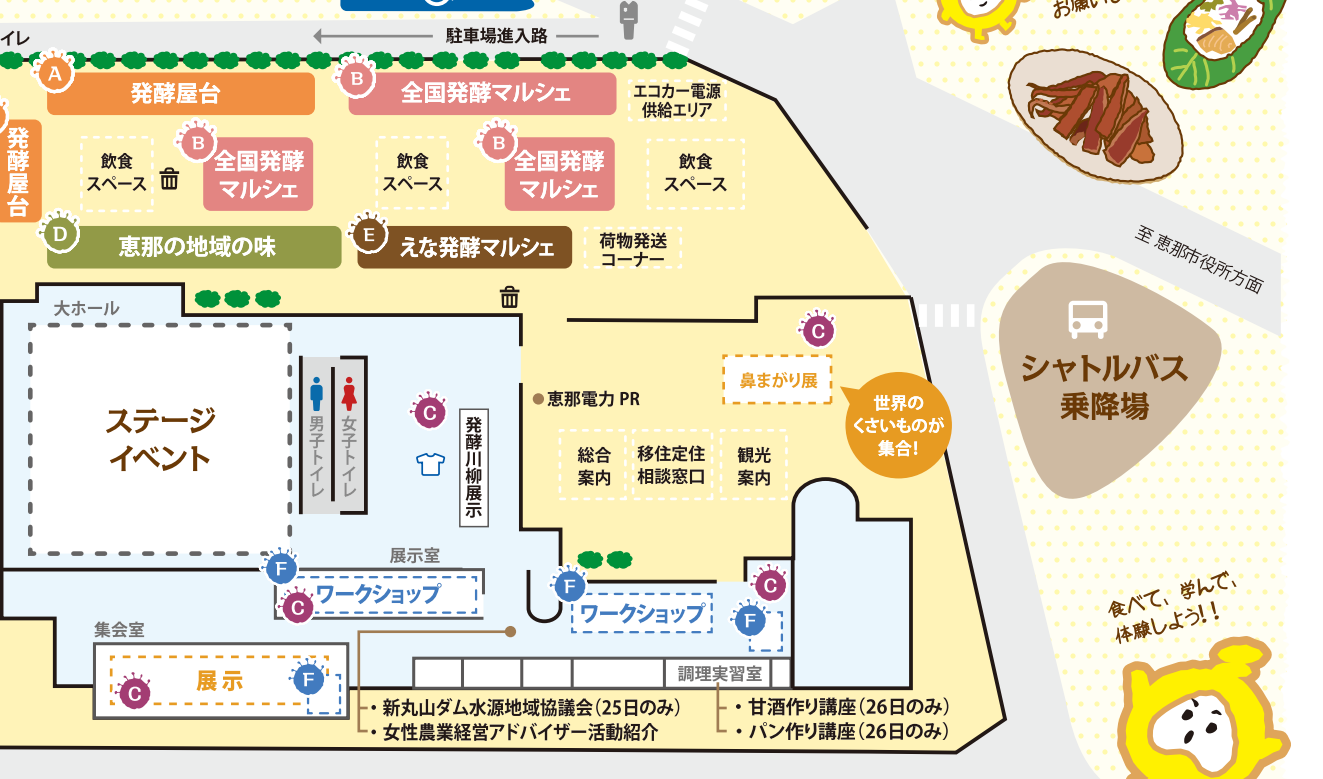 お願いし
イレ
駐車場進入路
A
発酵屋台
B
全国発酵マルシェ
エコカー電源
供給エリア
発酵屋台
飲食
スペース
B
全国発酵
マルシェ
飲食
スペース
B
全国発酵
マルシェ
飲食
スペース
D
恵那の地域の味
E
えな発酵マルシェ
荷物発送
コーナー
至 恵那市役所方面
大ホール
ステージ
イベント
男子トイレ
女子トイレ
C
発酵川柳展示
恵那電力 PR
C
鼻まがり展
世界の
くさいものが
集合!
総合
案内
移住定住
相談窓口
観光
案内
シャトルバス
乗降場
展示室
F
C
ワークショップ
F
ワークショップ
C
F
集会室
C
展示
F
調理実習室
・新丸山ダム水源地域協議会（25日のみ）
・女性農業経営アドバイザー活動紹介
・甘酒作り講座（26日のみ）
・パン作り講座（26日のみ）
食べて、学んで、
体験しよう!!